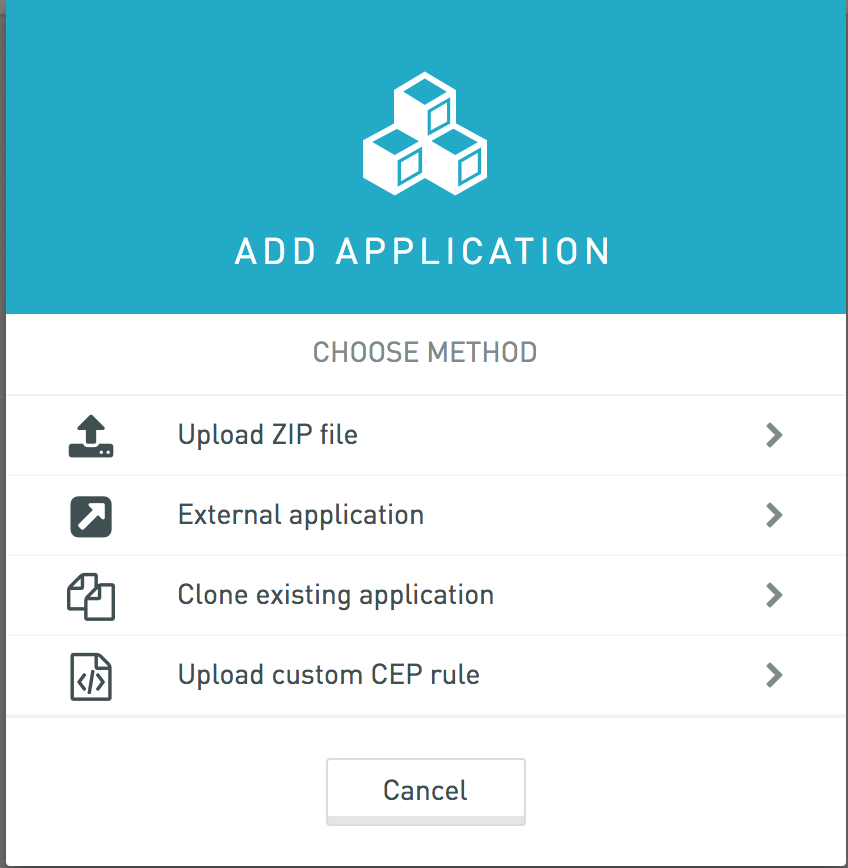 ADD APPLICATION
CHOOSE METHOD
Upload ZIP file
External application
Clone existing application
Upload custom CEP rule
Cancel